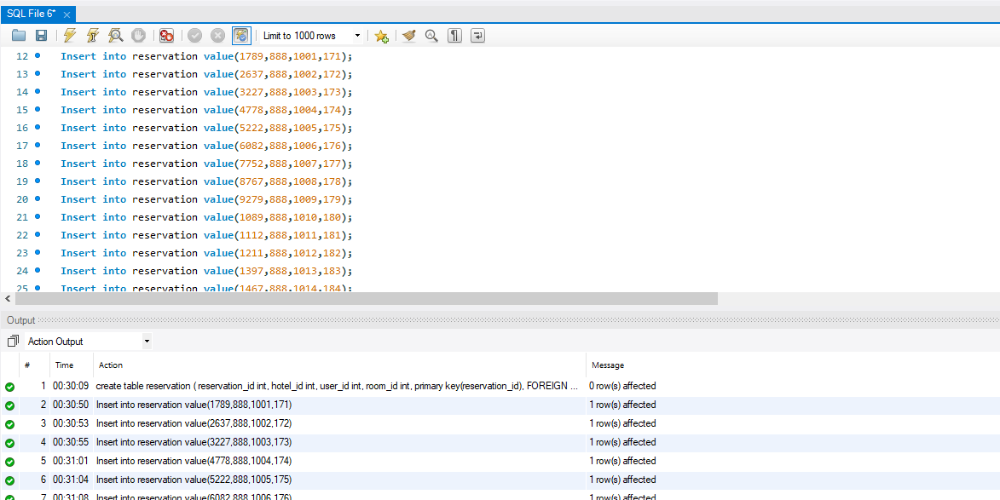 SQL File 6*
Limit to 1000 rows
12 Insert into reservation value(1789,888,1001,171);
13 Insert into reservation value(2637,888,1002,172);
14 Insert into reservation value(3227,888,1003,173);
15 Insert into reservation value(4778,888,1004,174);
16 Insert into reservation value(5222,888,1005,175);
17 Insert into reservation value(6082,888,1006,176);
18 Insert into reservation value(7752,888,1007,177);
19 Insert into reservation value(8767,888,1008,178);
20 Insert into reservation value(9279,888,1009,179);
21 Insert into reservation value(1089,888,1010,180);
22 Insert into reservation value(1112,888,1011,181);
23 Insert into reservation value(1211,888,1012,182);
24 Insert into reservation value(1397,888,1013,183);
25 Insert into reservation value(1467,888,1014,184);
Output
Action Output
# Time Action Message
1 00:30:09 create table reservation ( reservation_id int, hotel_id int, user_id int, room_id int, primary key(reservation_id), FOREIGN ... 0 row(s) affected
2 00:30:50 Insert into reservation value(1789,888,1001,171) 1 row(s) affected
3 00:30:53 Insert into reservation value(2637,888,1002,172) 1 row(s) affected
4 00:30:55 Insert into reservation value(3227,888,1003,173) 1 row(s) affected
5 00:31:01 Insert into reservation value(4778,888,1004,174) 1 row(s) affected
6 00:31:04 Insert into reservation value(5222,888,1005,175) 1 row(s) affected
7 00:31:08 Insert into reservation value(6082,888,1006,176) 1 row(s) affected